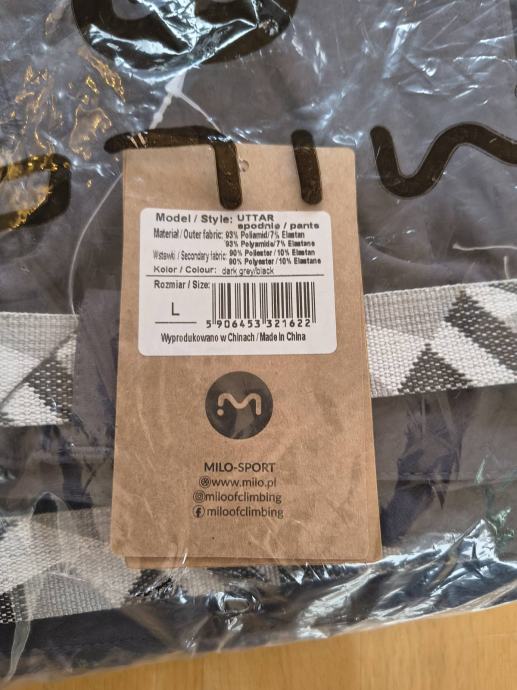 Model / Style: UTTAR
spodnie / pants
Material / Outer fabric: 93% Poliamid/7% Elastan
93% Polyamide/7% Elastane
Wstawki / Secondary fabric: 90% Poliester/10% Elastan
90% Polyester/10% Elastane
Kolor / Colour: dark grey/black
Rozmiar / Size:
L
5 906453 321622
Wyprodukowano w Chinach / Made in China
MILO-SPORT
www.milo.pl
miloofclimbing
miloofclimbing